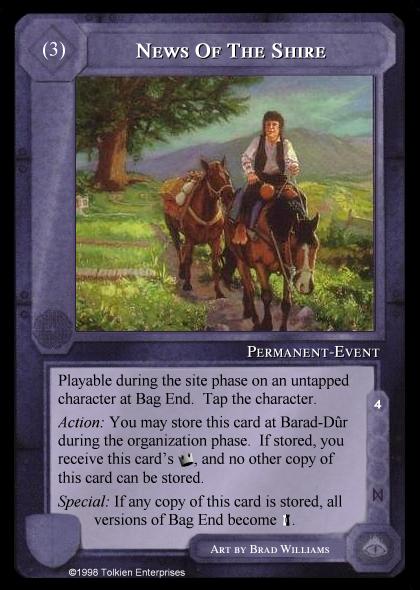 (3)
News Of The Shire
Permanent-Event
Playable during the site phase on an untapped
character at Bag End. Tap the character.
Action: You may store this card at Barad-Dûr
during the organization phase. If stored, you
receive this card's , and no other copy of
this card can be stored.
Special: If any copy of this card is stored, all
versions of Bag End become .
4
Art by Brad Williams
©1998 Tolkien Enterprises